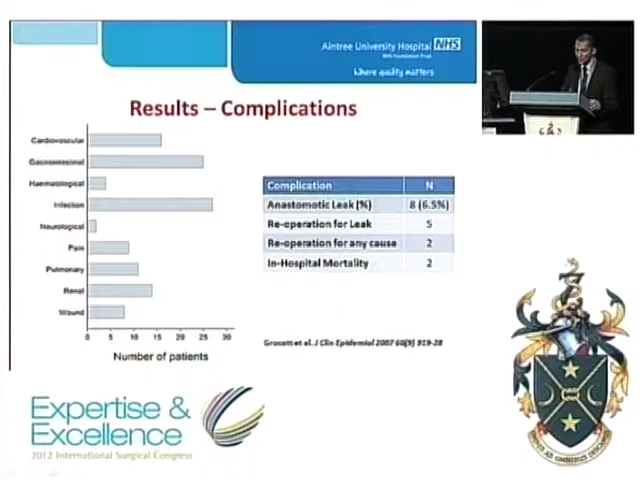 Aintree University Hospital NHS
NHS Foundation Trust
Where quality matters
Results – Complications
Cardiovascular
Gastrointestinal
Haematological
Infection
Neurological
Pain
Pulmonary
Renal
Wound
0 5 10 15 20 25 30
Number of patients
Complication N
Anastomotic Leak (%) 8 (6.5%)
Re-operation for Leak 5
Re-operation for any cause 2
In-Hospital Mortality 2
Grocott et al. J Clin Epidemiol 2007 60(9) 919-28
Expertise &
Excellence
2012 International Surgical Congress